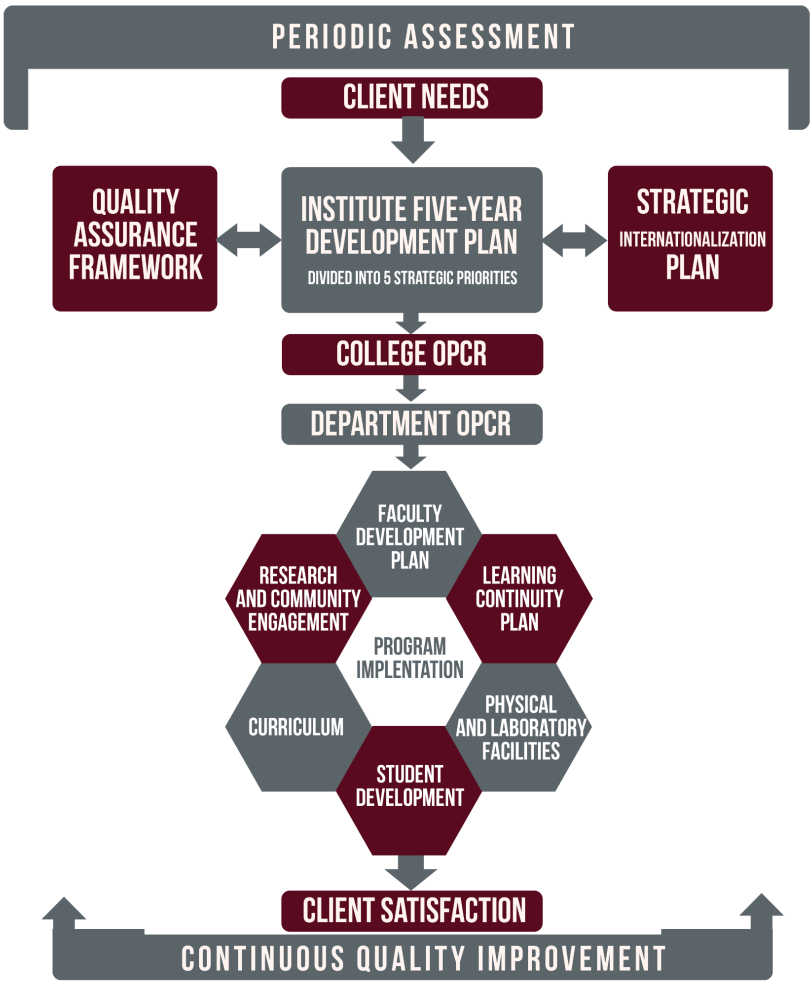 PERIODIC ASSESSMENT
CLIENT NEEDS
QUALITY
ASSURANCE
FRAMEWORK
INSTITUTE FIVE-YEAR
DEVELOPMENT PLAN
DIVIDED INTO 5 STRATEGIC PRIORITIES
STRATEGIC
INTERNATIONALIZATION
PLAN
COLLEGE OPCR
DEPARTMENT OPCR
FACULTY
DEVELOPMENT
PLAN
RESEARCH
AND COMMUNITY
ENGAGEMENT
LEARNING
CONTINUITY
PLAN
PROGRAM
IMPLENTATION
CURRICULUM
PHYSICAL
AND LABORATORY
FACILITIES
STUDENT
DEVELOPMENT
CLIENT SATISFACTION
CONTINUOUS QUALITY IMPROVEMENT